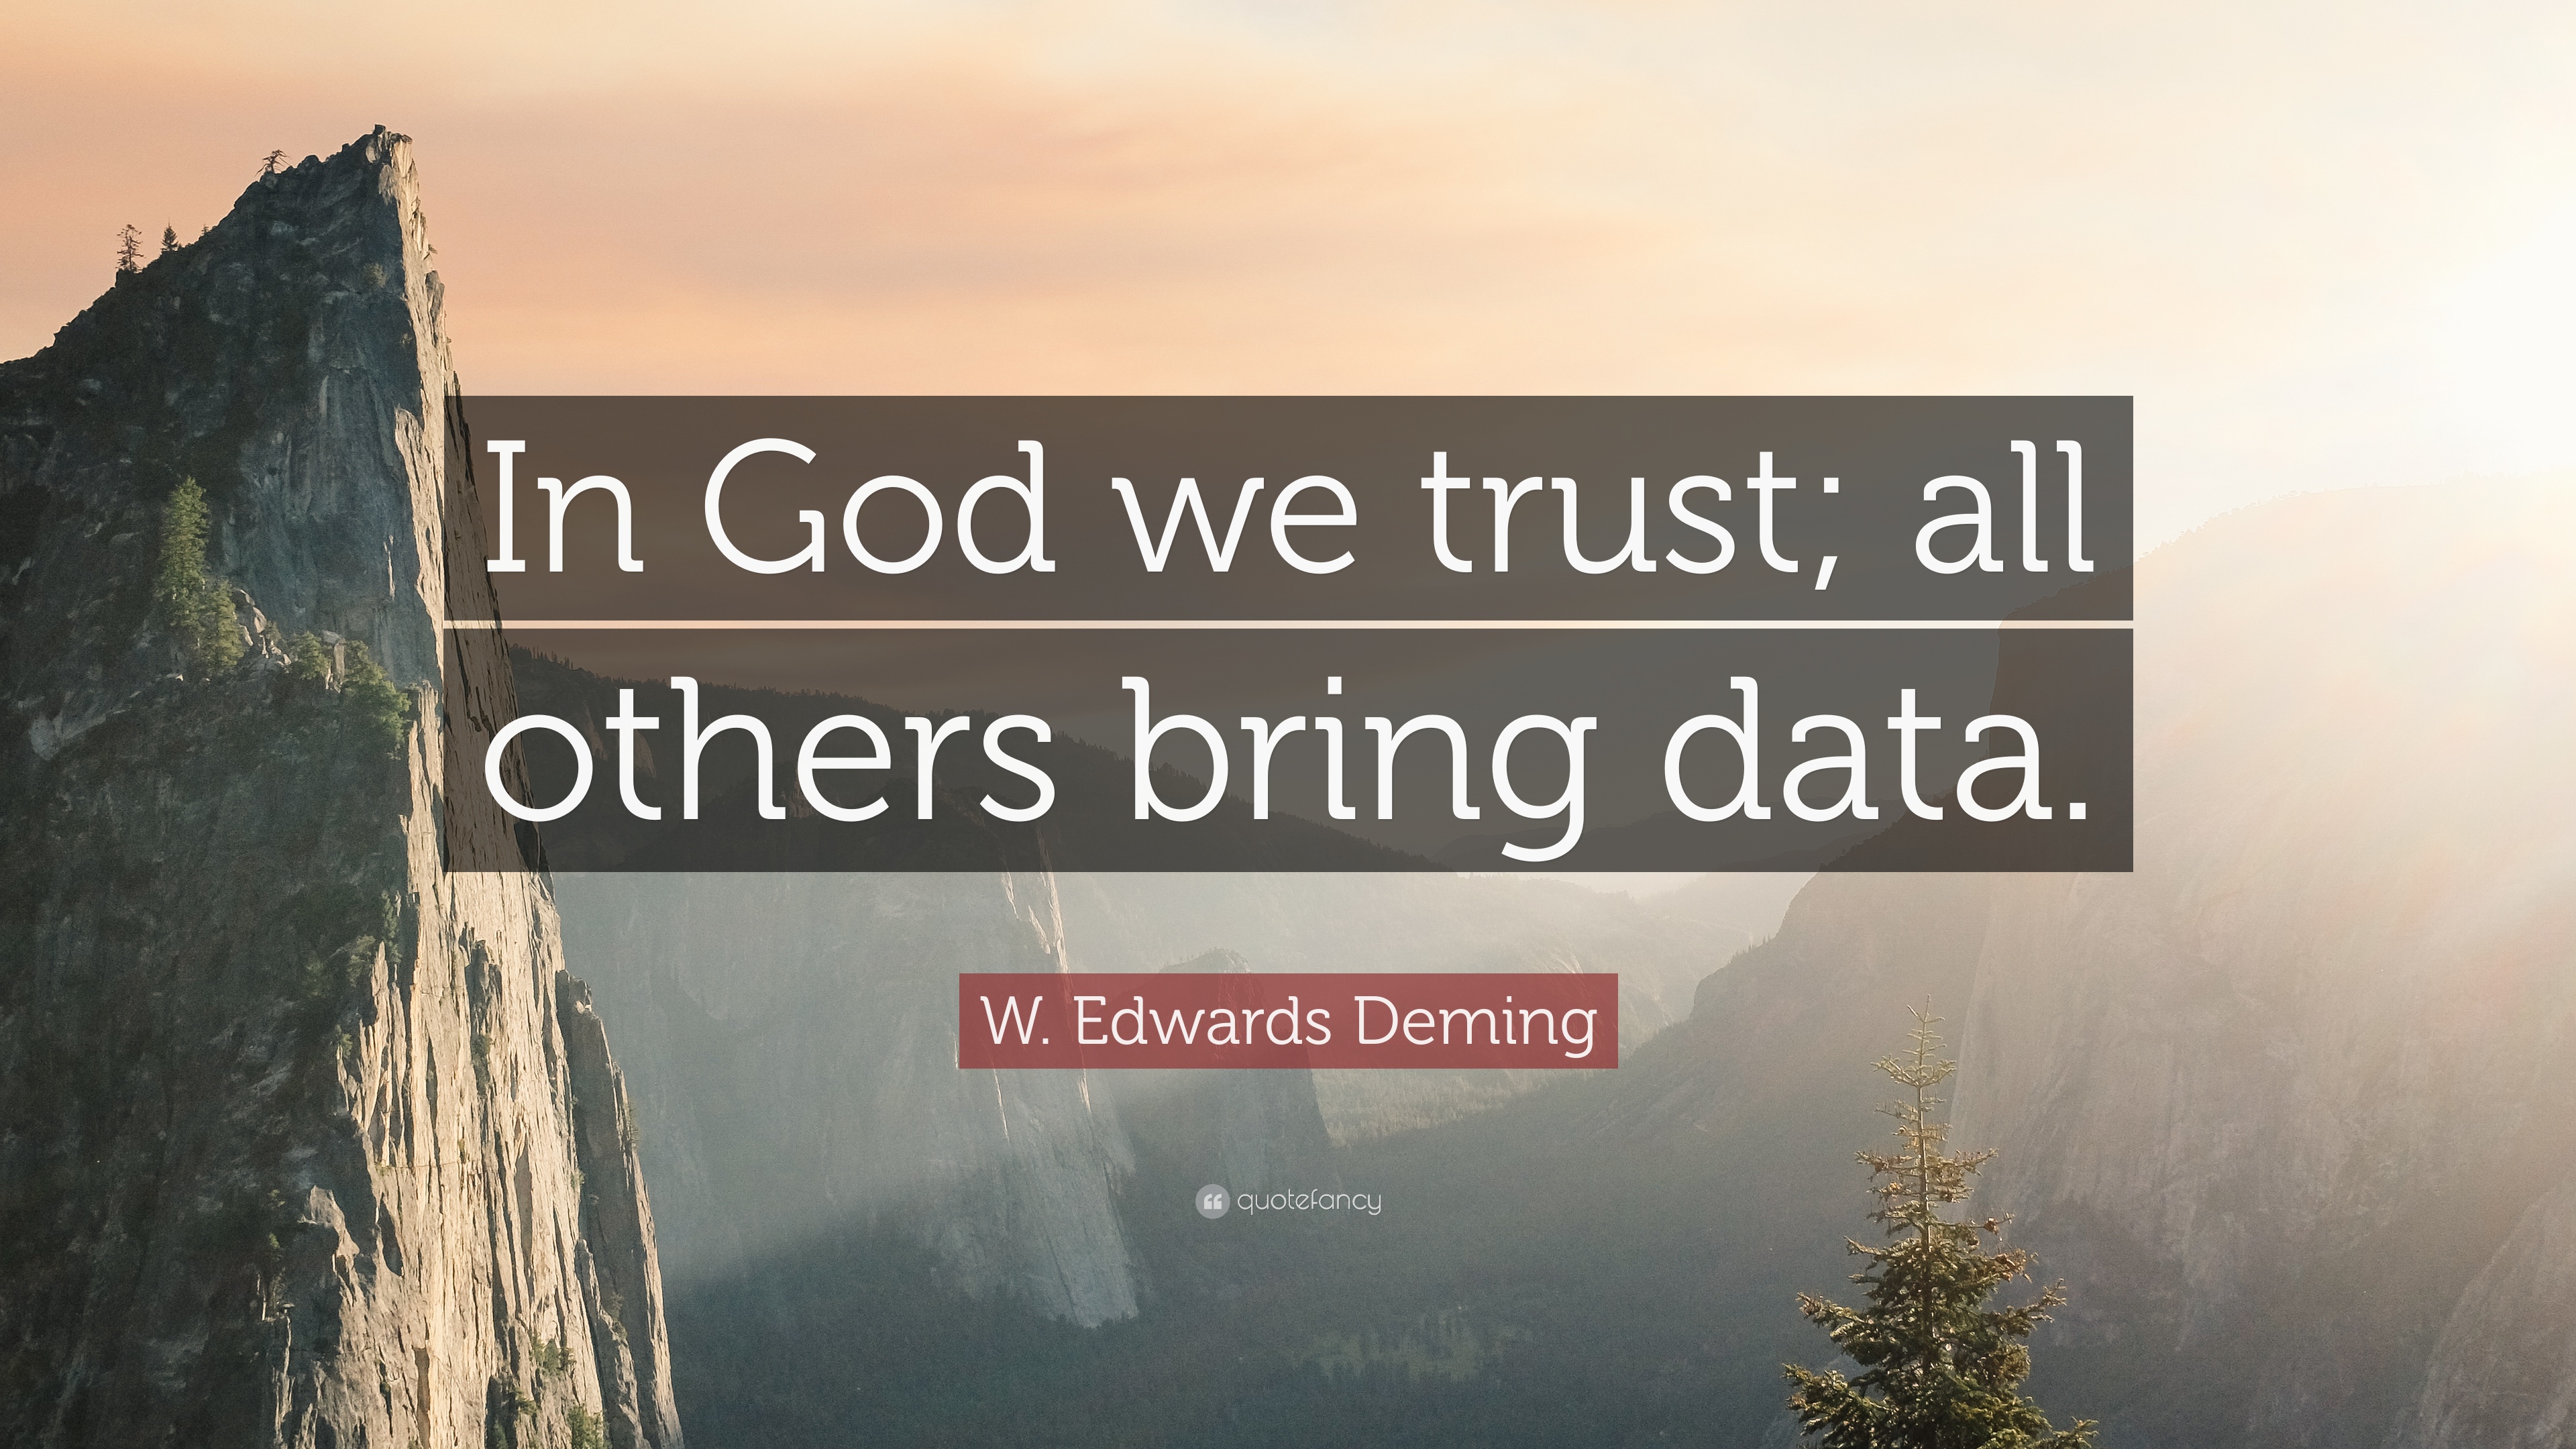 In God we trust; all
others bring data.
W. Edwards Deming
quotefancy